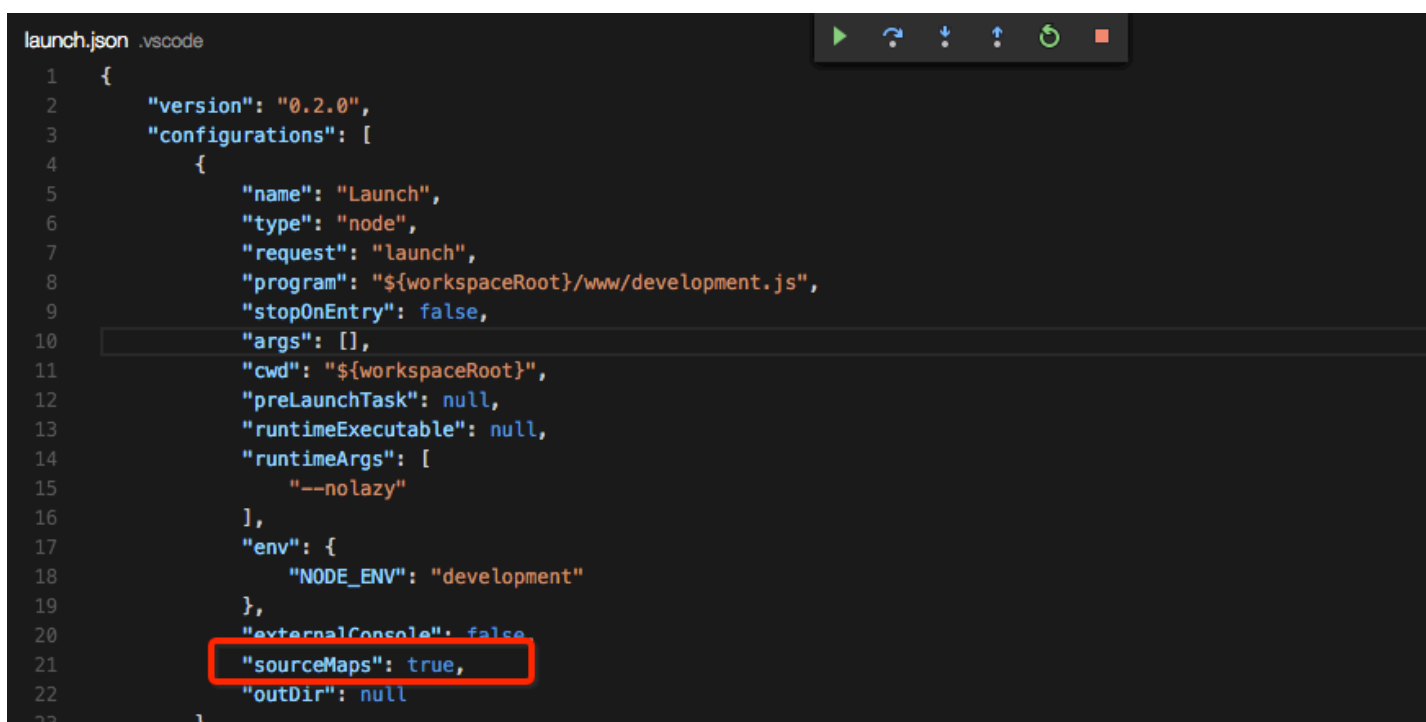 launch.json .vscode
1 {
2 "version": "0.2.0",
3 "configurations": [
4 {
5 "name": "Launch",
6 "type": "node",
7 "request": "launch",
8 "program": "${workspaceRoot}/www/development.js",
9 "stopOnEntry": false,
10 "args": [],
11 "cwd": "${workspaceRoot}",
12 "preLaunchTask": null,
13 "runtimeExecutable": null,
14 "runtimeArgs": [
15 "--nolazy"
16 ],
17 "env": {
18 "NODE_ENV": "development"
19 },
20 "externalConsole": false,
21 "sourceMaps": true,
22 "outDir": null
23 }